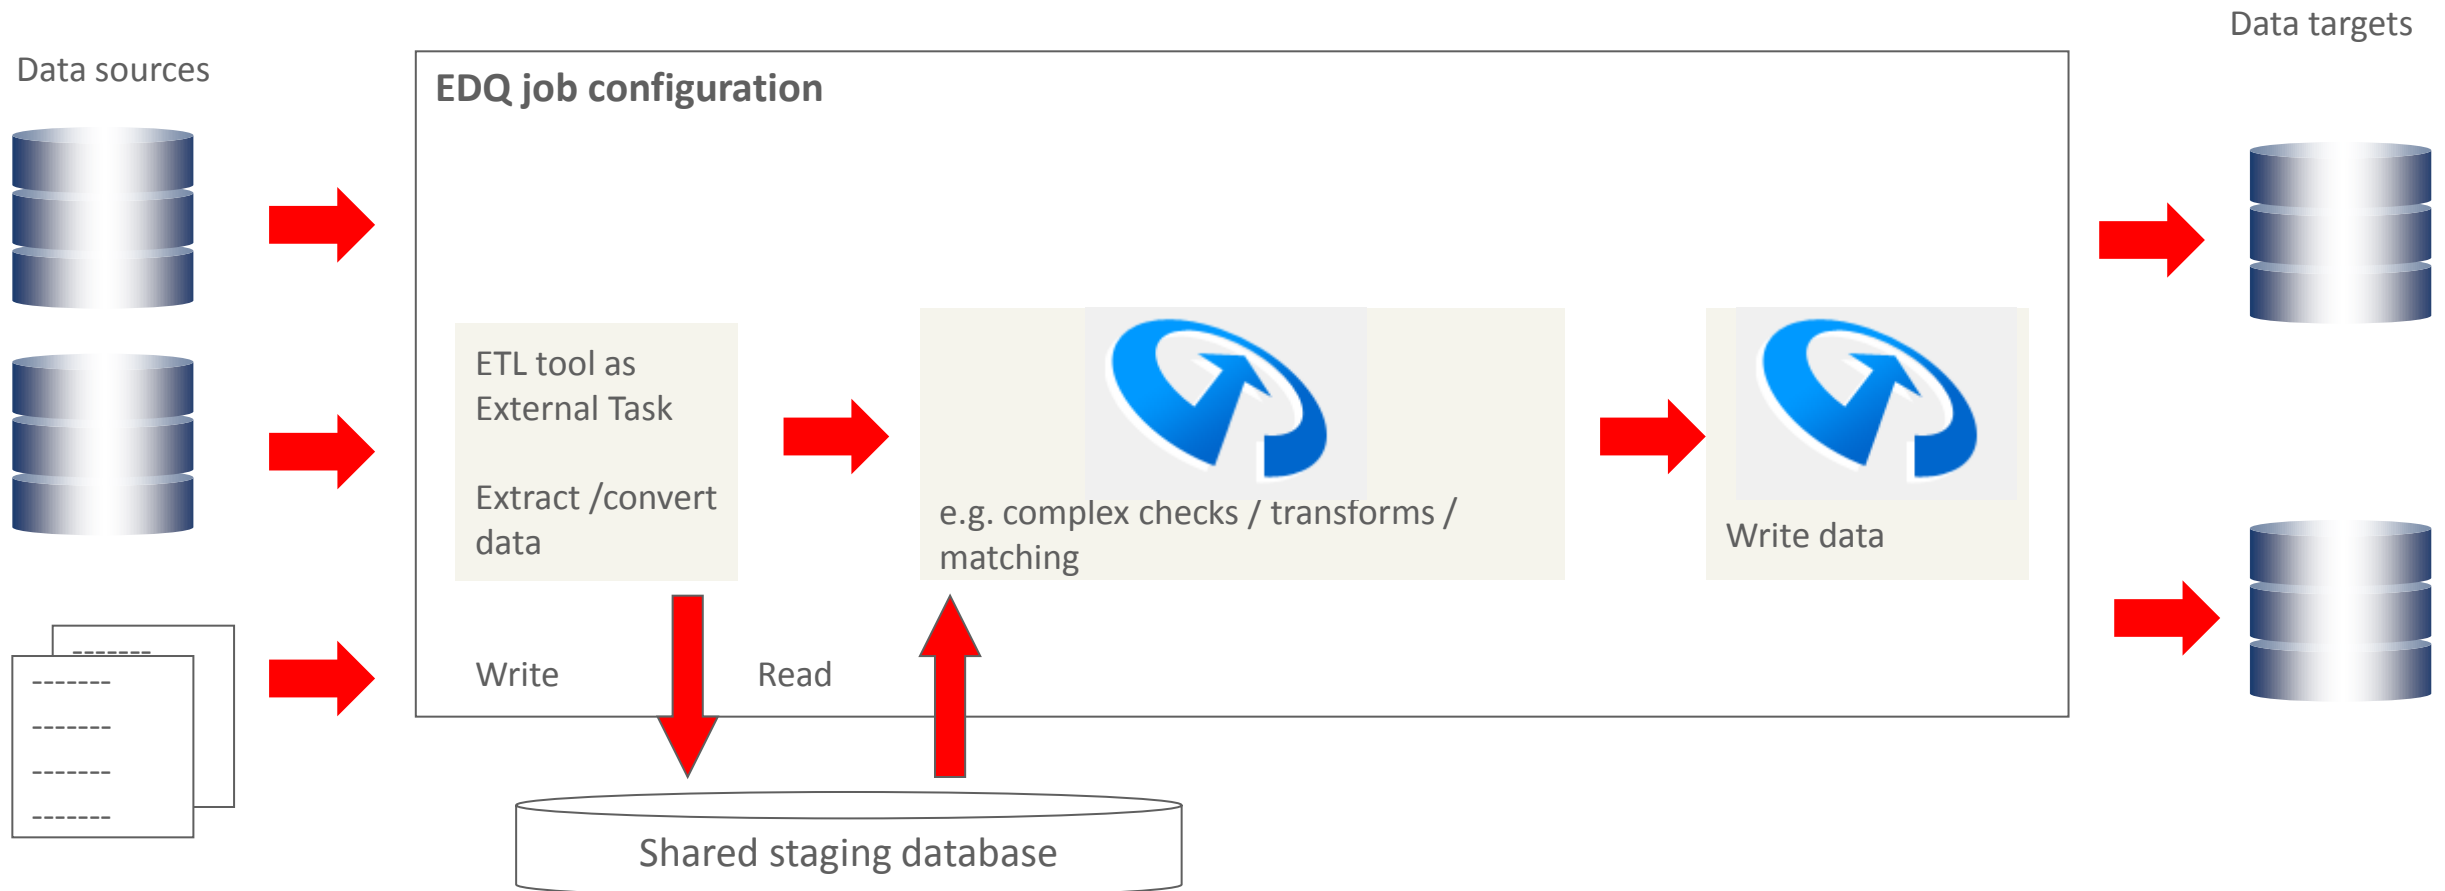 Data sources
Data targets
EDQ job configuration
ETL tool as
External Task
Extract /convert
data
e.g. complex checks / transforms /
matching
Write data
Write
Read
-------
-------
-------
-------
-------
Shared staging database